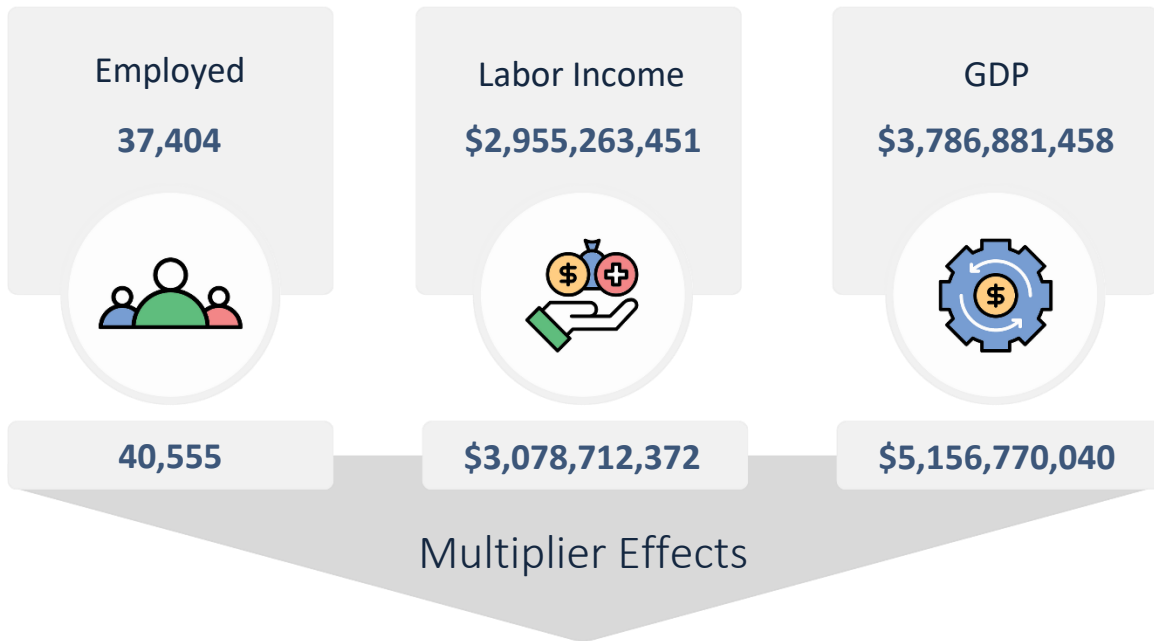 Employed
37,404
Labor Income
$2,955,263,451
GDP
$3,786,881,458
$
$
40,555
$3,078,712,372
$5,156,770,040
Multiplier Effects